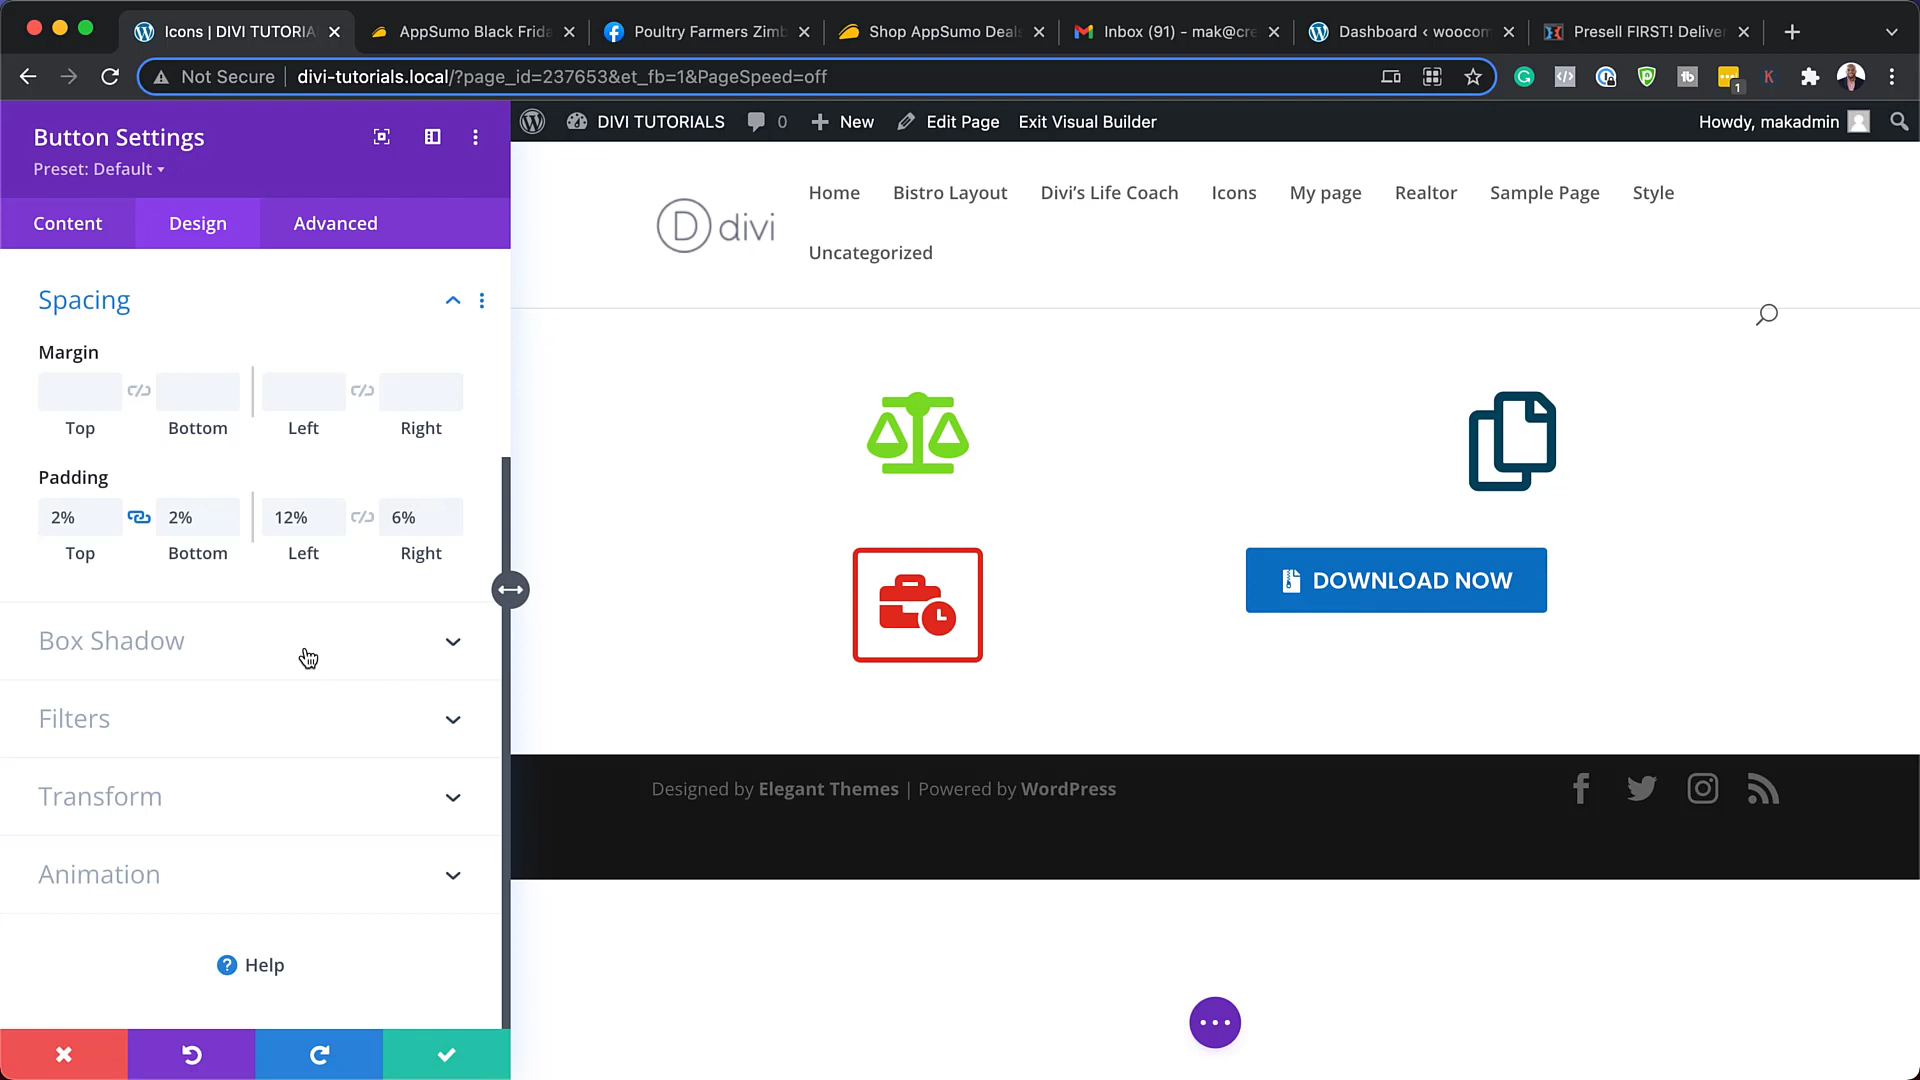 Icons | DIVI TUTORIA
AppSumo Black Frida
Poultry Farmers Zimb
Shop AppSumo Deals
Inbox (91) - mak@cre
Dashboard ‹ woocom
Presell FIRST! Deliver
Not Secure
divi-tutorials.local/?page_id=237653&et_fb=1&PageSpeed=off
1
Button Settings
Preset: Default
Content
Design
Advanced
Spacing
Margin
Top
Bottom
Left
Right
Padding
2%
2%
12%
6%
Top
Bottom
Left
Right
Box Shadow
Filters
Transform
Animation
? Help
DIVI TUTORIALS
0
New
Edit Page
Exit Visual Builder
Howdy, makadmin
D divi
Home
Bistro Layout
Divi’s Life Coach
Icons
My page
Realtor
Sample Page
Style
Uncategorized
DOWNLOAD NOW
Designed by Elegant Themes | Powered by WordPress